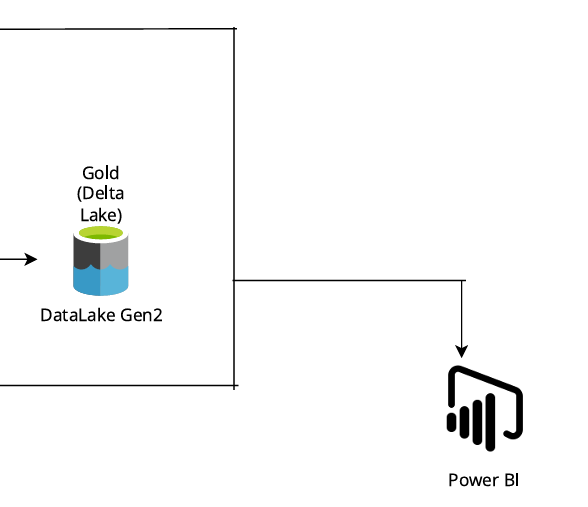 Gold
(Delta
Lake)
DataLake Gen2
Power BI